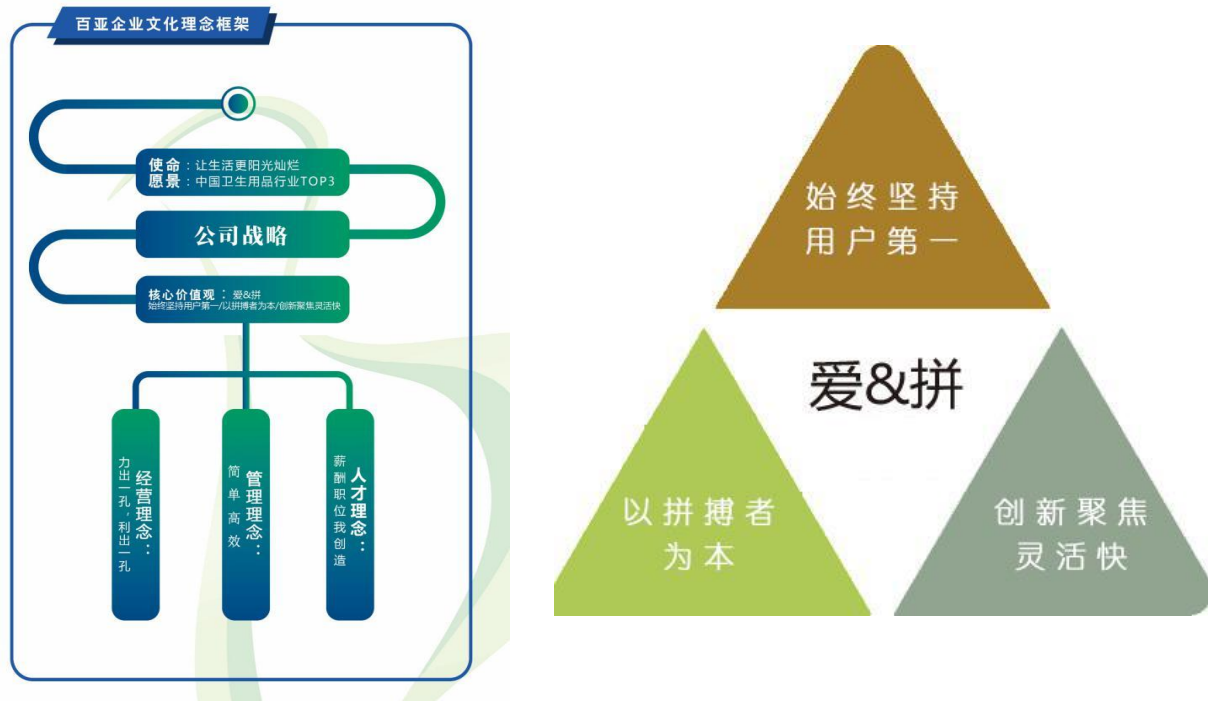 百亚企业文化理念框架
使命：让生活更阳光灿烂
愿景：中国卫生用品行业TOP3
公司战略
核心价值观：爱&拼
始终坚持用户第一/以拼搏者为本/创新聚焦灵活快
经营理念：
力出一孔，利出一孔
管理理念：
简单高效
人才理念：
薪酬职位我创造
始终坚持
用户第一
爱&拼
以拼搏者
为本
创新聚焦
灵活快